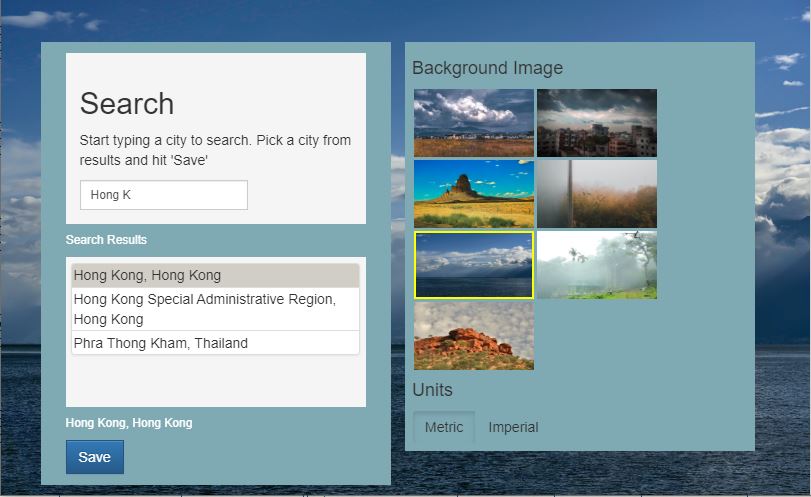 Search
Start typing a city to search. Pick a city from
results and hit 'Save'
Hong K
Search Results
Hong Kong, Hong Kong
Hong Kong Special Administrative Region,
Hong Kong
Phra Thong Kham, Thailand
Hong Kong, Hong Kong
Save
Background Image
Units
Metric Imperial